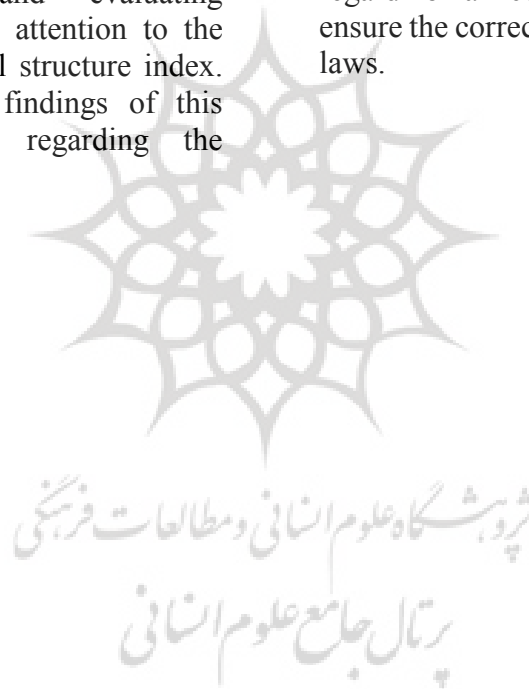 and evaluating
attention to the
l structure index.
findings of this
regarding the
ensure the correc
laws.
پژوهشگاه علوم انسانی و مطالعات فرهنگی
پرتال جامع علوم انسانی